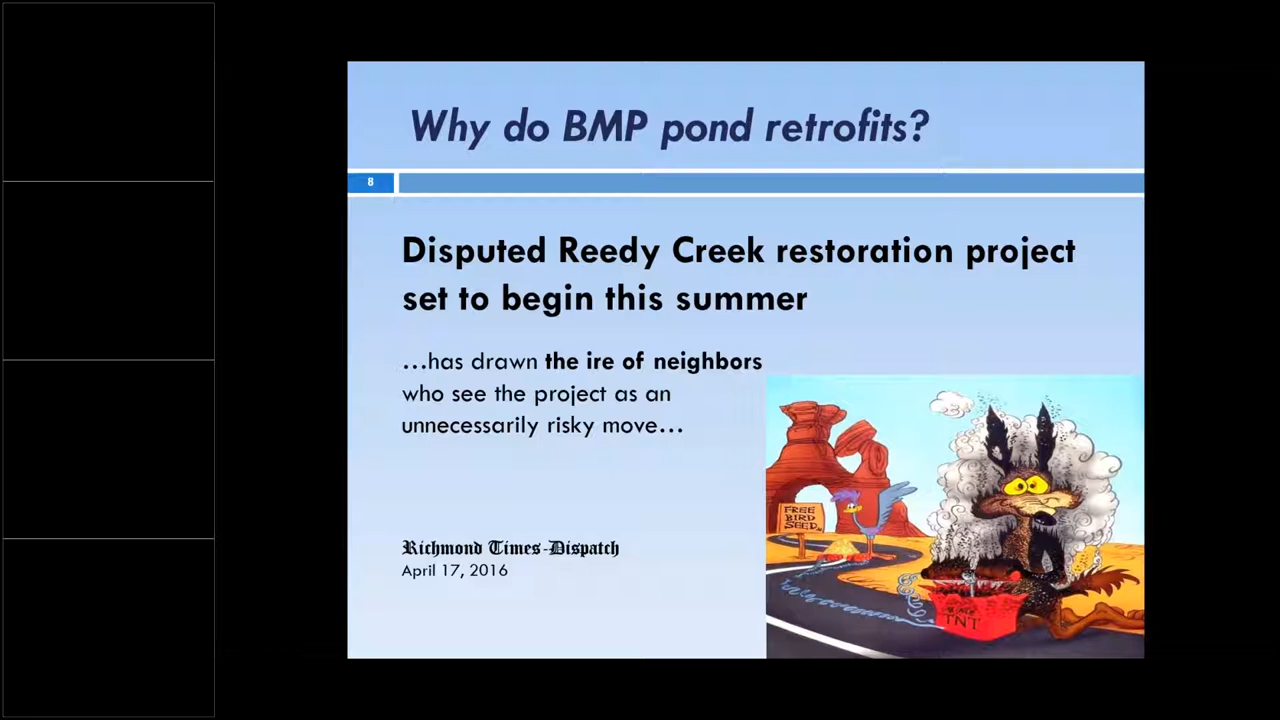 Why do BMP pond retrofits?
8
Disputed Reedy Creek restoration project
set to begin this summer
…has drawn the ire of neighbors
who see the project as an
unnecessarily risky move…
FREE
BIRD
SEED
Richmond Times-Dispatch
April 17, 2016
TNT